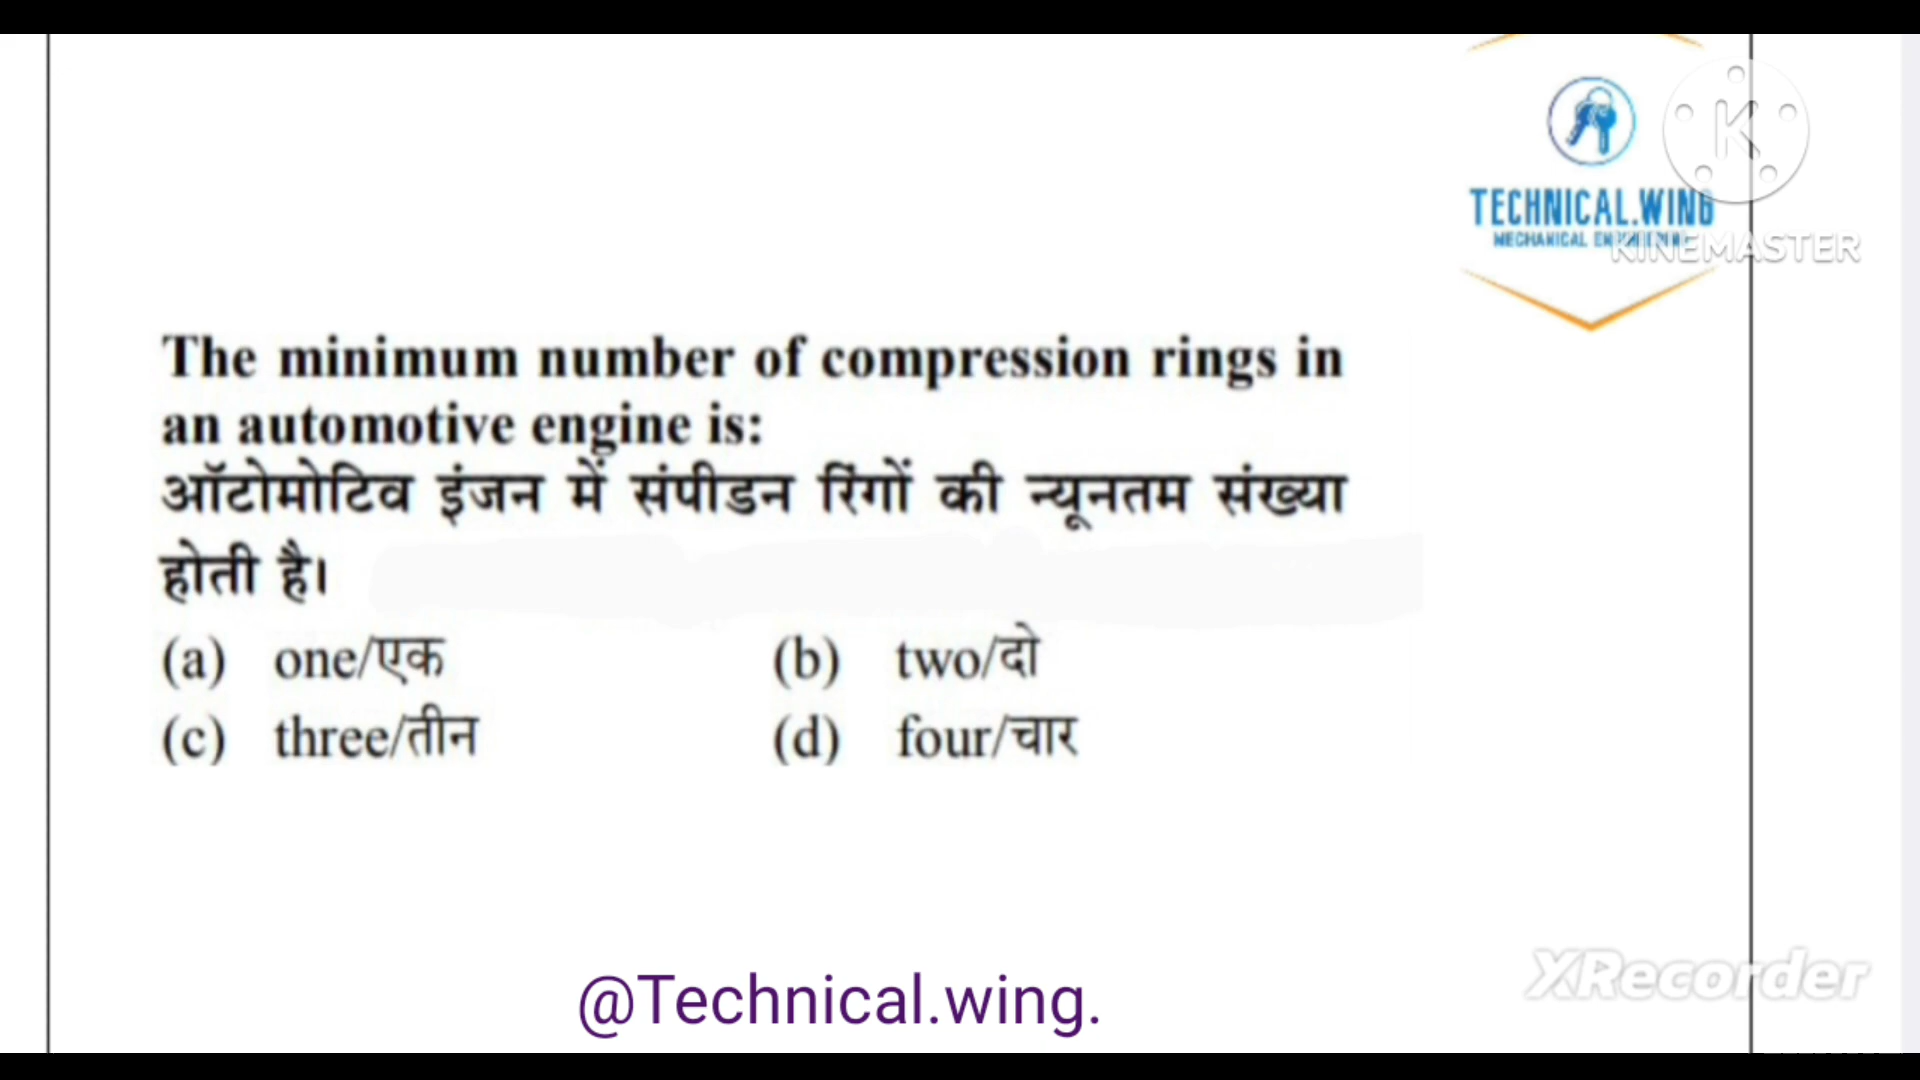 TECHNICAL.WING
MECHANICAL
KINEMASTER
The minimum number of compression rings in
an automotive engine is:
ऑटोमोटिव इंजन में संपीडन रिंगों की न्यूनतम संख्या
होती है।
(a) one/एक (b) two/दो
(c) three/तीन (d) four/चार
XRecorder
@Technical.wing.